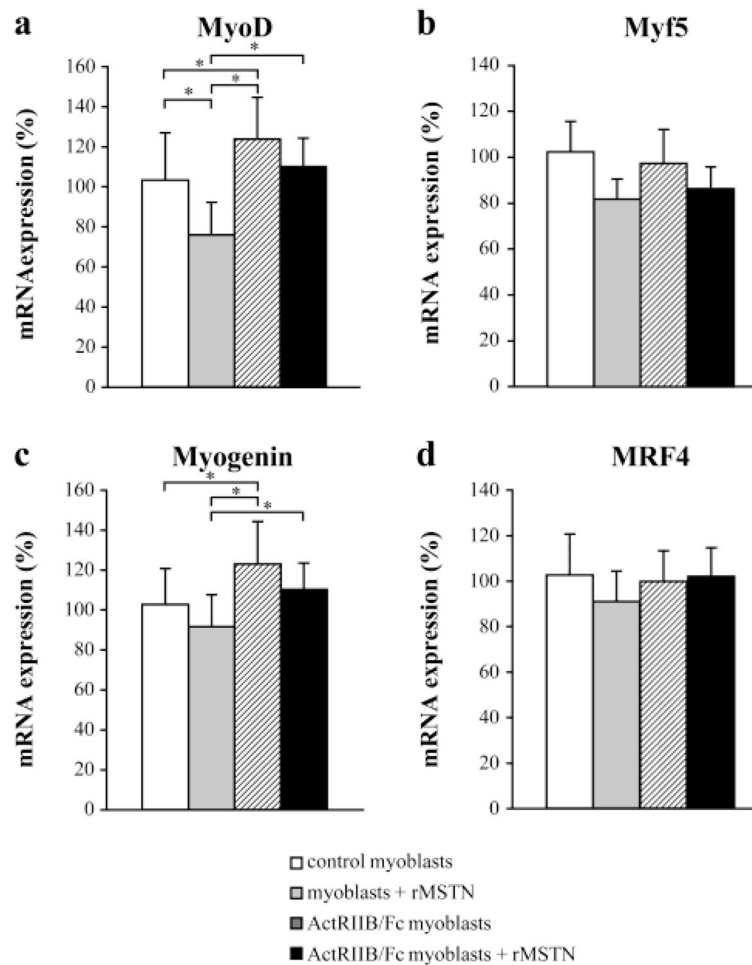 a
MyoD
* * * *
mRNAexpression (%)
160
140
120
100
80
60
40
20
0
b
Myf5
mRNA expression (%)
140
120
100
80
60
40
20
0
c
Myogenin
* * *
mRNA expression (%)
160
140
120
100
80
60
40
20
0
d
MRF4
mRNA expression (%)
140
120
100
80
60
40
20
0
control myoblasts
myoblasts + rMSTN
ActRIIB/Fc myoblasts
ActRIIB/Fc myoblasts + rMSTN